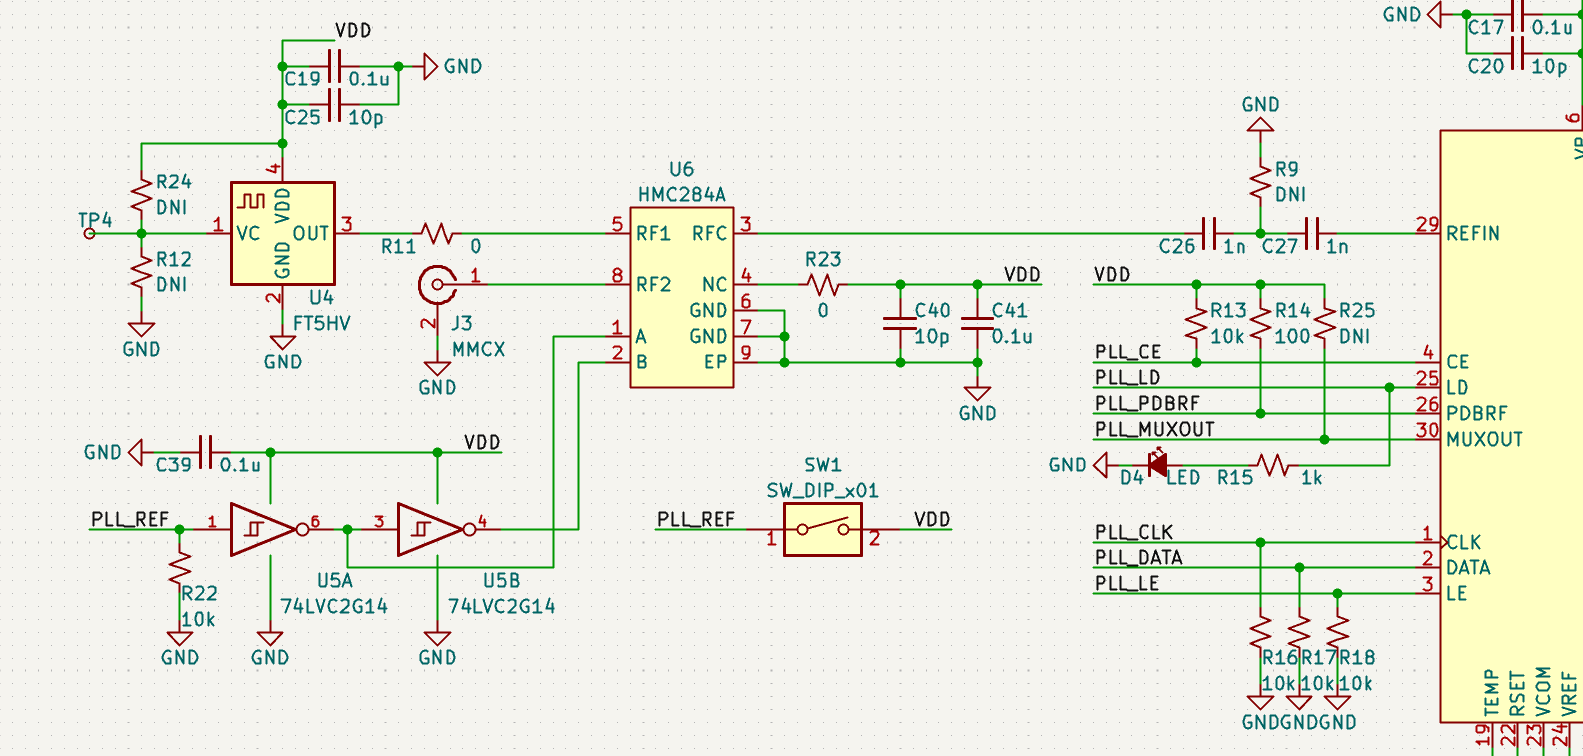 VDD
C19 0.1u GND
C25 10p
4
R24
DNI
TP4 1 VC VDD GND OUT 3
R12
DNI
2
U4
FT5HV
GND
GND
R11 0
1
2
J3
MMCX
GND
U6
HMC284A
5 RF1 RFC 3
8 RF2 NC 4
GND 6
1 A GND 7
2 B EP 9
R23
0
VDD
C40
10p
C41
0.1u
GND
GND
C17 0.1u
C20 10p
6
GND
R9
DNI
C26 1n C27 1n
29 REFIN
VDD
R13
10k
R14
100
R25
DNI
PLL_CE 4 CE
PLL_LD 25 LD
PLL_PDBRF 26 PDBRF
PLL_MUXOUT 30 MUXOUT
GND D4 LED R15 1k
GND C39 0.1u VDD
PLL_REF 1 6 3 4
R22
10k
GND
U5A
74LVC2G14
GND
U5B
74LVC2G14
GND
SW1
SW_DIP_x01
PLL_REF 1 2 VDD
PLL_CLK 1 CLK
PLL_DATA 2 DATA
PLL_LE 3 LE
R16 R17 R18
10k 10k 10k
GND GND GND
TEMP RSET VCOM VREF
19 22 23 24